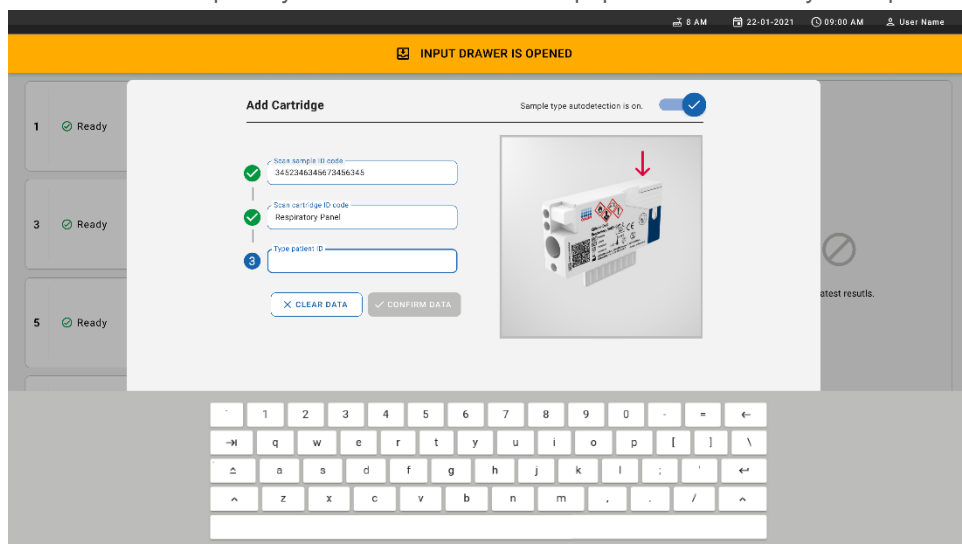 8 AM 22-01-2021 09:00 AM User Name
INPUT DRAWER IS OPENED
Add Cartridge
Sample type autodetection is on.
1 Ready
Scan sample ID code
3452346345673456345
Scan cartridge ID code
Respiratory Panel
3 Ready
Type patient ID
3
CLEAR DATA CONFIRM DATA
atest resutls.
5 Ready
` 1 2 3 4 5 6 7 8 9 0 - =
q w e r t y u i o p [ ] \
a s d f g h j k l ; '
z x c v b n m , . /